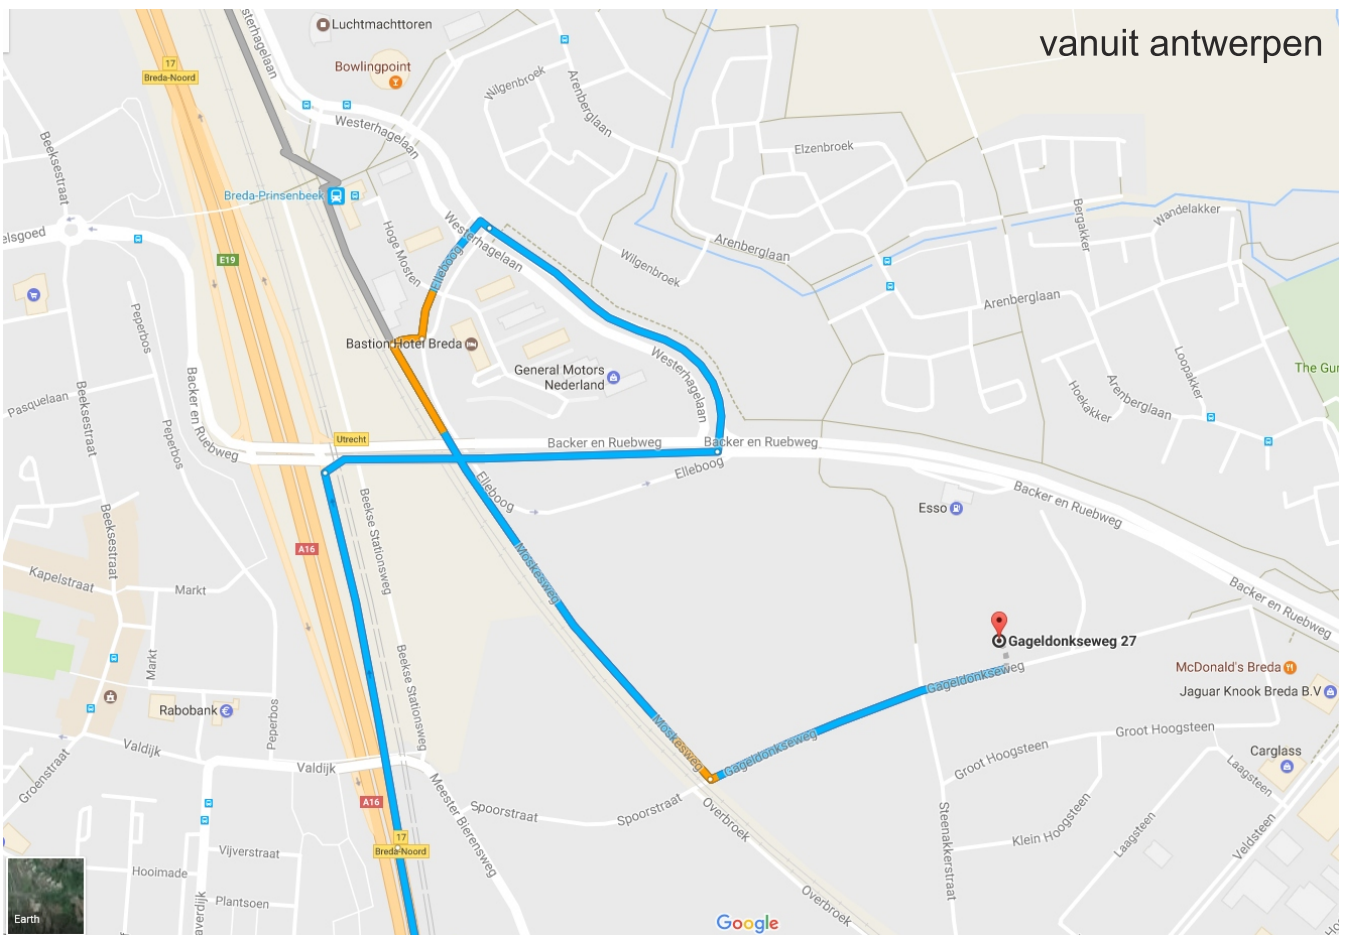 vanuit antwerpen
Luchtmachttoren
17
Breda-Noord
Bowlingpoint
Wilgenbroek
Arenberglaan
Westerhagelaan
Beeksestraat
Elzenbroek
Breda-Prinsenbeek
Hoge Mosten
Westerhagelaan
Elleboog
Arenberglaan
Wilgenbroek
Bergakker
Wandelakker
E19
Peperbos
Arenberglaan
Bastion Hotel Breda
General Motors
Nederland
Westerhagelaan
Loopakker
The Gur
Hoekakker
Arenberglaan
Pasquelaan
Beeksestraat
Backer en Ruebweg
Peperbos
Utrecht
Backer en Ruebweg
Backer en Ruebweg
Elleboog
Elleboog
Esso
Backer en Ruebweg
Beekse Stationsweg
Beeksestraat
A16
Moskesweg
Kapelstraat
Markt
Backer en Ruebweg
Gageldonkseweg 27
Markt
Beekse Stationsweg
Gageldonkseweg
McDonald's Breda
Jaguar Knook Breda B.V
Rabobank
Peperbos
Moskesweg
Gageldonkseweg
Groot Hoogsteen
Groot Hoogsteen
Carglass
Valdijk
Valdijk
Groenstraat
Laagsteen
A16
Meester Bierensweg
Spoorstraat
Spoorstraat
Overbroek
Steenakkerstraat
Klein Hoogsteen
Laagsteen
Veldsteen
17
Breda-Noord
Vijverstraat
Hooimade
Plantsoen
Overbroek
Earth
Google